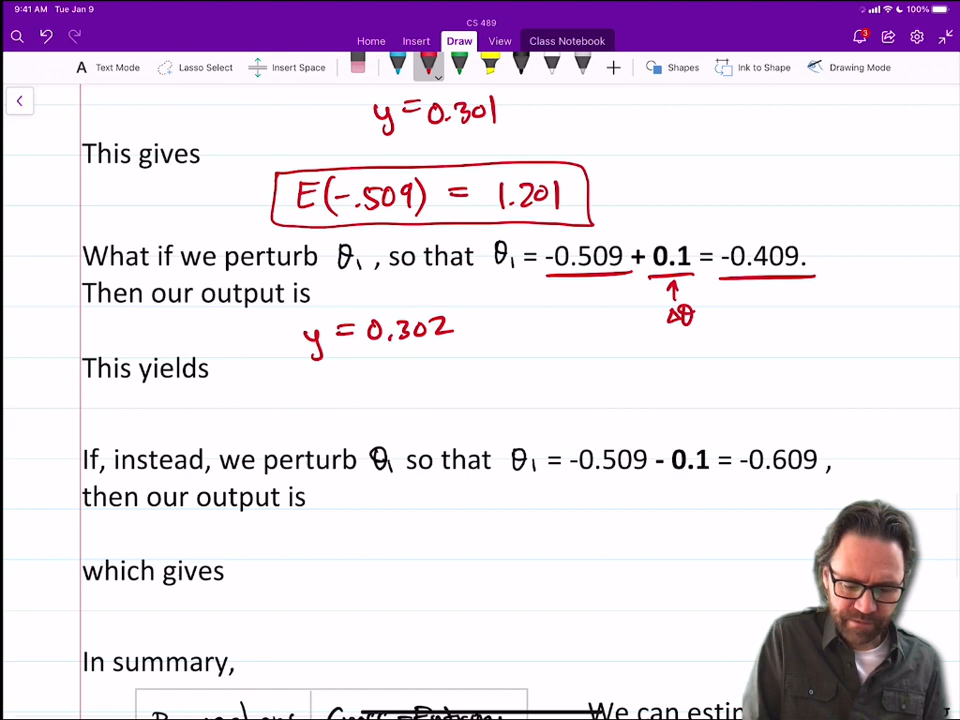 9:41 AM Tue Jan 9
100%
CS 489
Home Insert Draw View Class Notebook
3
A Text Mode Lasso Select Insert Space + Shapes Ink to Shape Drawing Mode
y = 0.301
This gives
E(-.509) = 1.201
What if we perturb θ₁ , so that θ₁ = -0.509 + 0.1 = -0.409.
Δθ
Then our output is
y = 0.302
This yields
If, instead, we perturb θ₁ so that θ₁ = -0.509 - 0.1 = -0.609 ,
then our output is
which gives
In summary,
We can estim